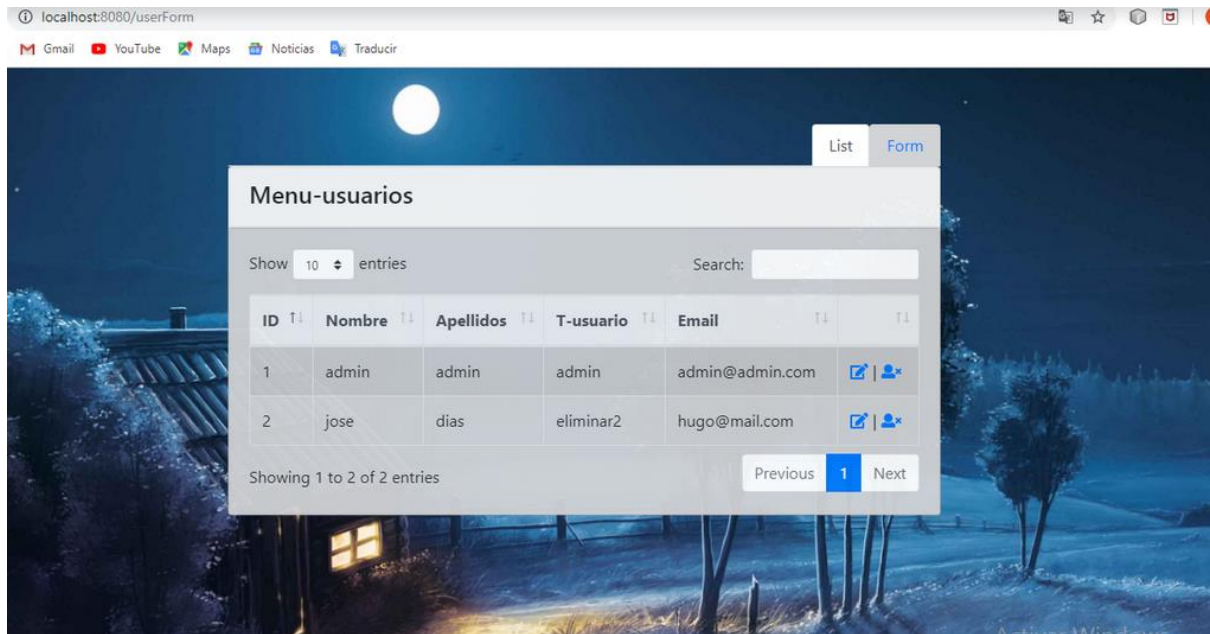 localhost:8080/userForm
Gmail YouTube Maps Noticias Traducir
List Form
Menu-usuarios
Show 10 entries Search:
ID Nombre Apellidos T-usuario Email
1 admin admin admin admin@admin.com
2 jose dias eliminar2 hugo@mail.com
Showing 1 to 2 of 2 entries Previous 1 Next